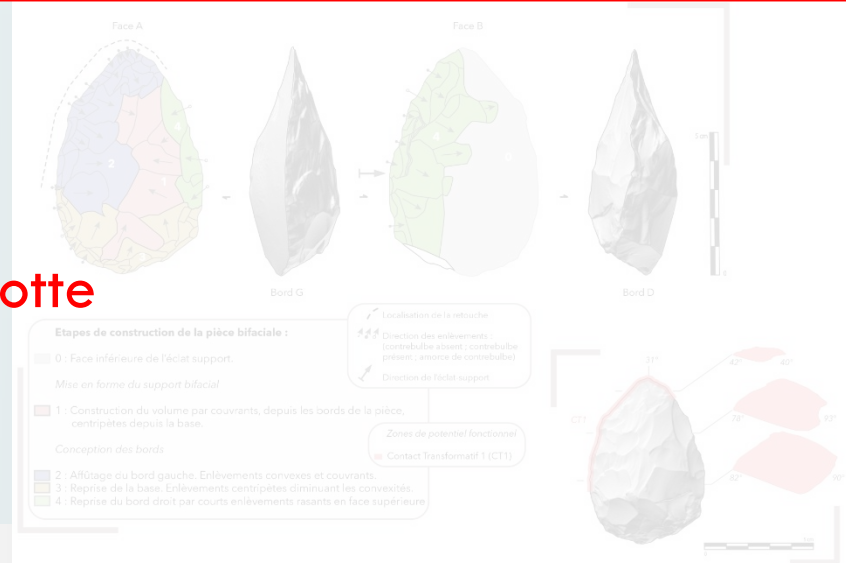 Face A
Face B
otte
Bord G
Bord D
Etapes de construction de la pièce bifaciale :
0 : Face inférieure de l'éclat support.
Mise en forme du support bifacial
1 : Construction du volume par couvrants, depuis les bords de la pièce,
centripètes depuis la base.
Conception des bords
2 : Affûtage du bord gauche. Enlèvements convexes et couvrants.
3 : Reprise de la base. Enlèvements centripètes diminuant les convexités.
4 : Reprise du bord droit par courts enlèvements rasants en face supérieure
Localisation de la retouche
Direction des enlèvements :
(contrebulbe absent ; contrebulbe
présent ; amorce de contrebulbe)
Direction de l'éclat support
Zones de potentiel fonctionnel
Contact Transformatif 1 (CT1)
CT1
31°